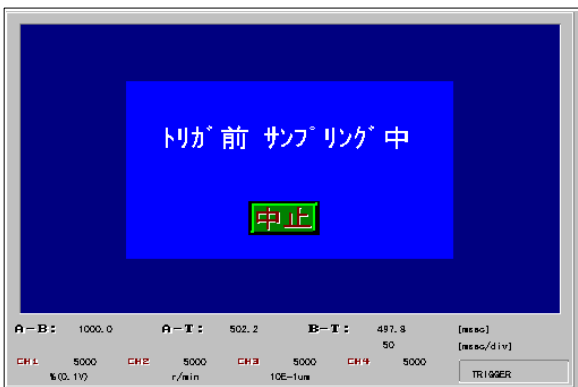 トリガ前 サンプリング中
中止
A-B: 1000.0 A-T: 502.2 B-T: 497.8 [msec]
50 [msec/div]
CH1 5000 CH2 5000 CH3 5000 CH4 5000
%(0.1V) r/min 10E-1um TRIGGER